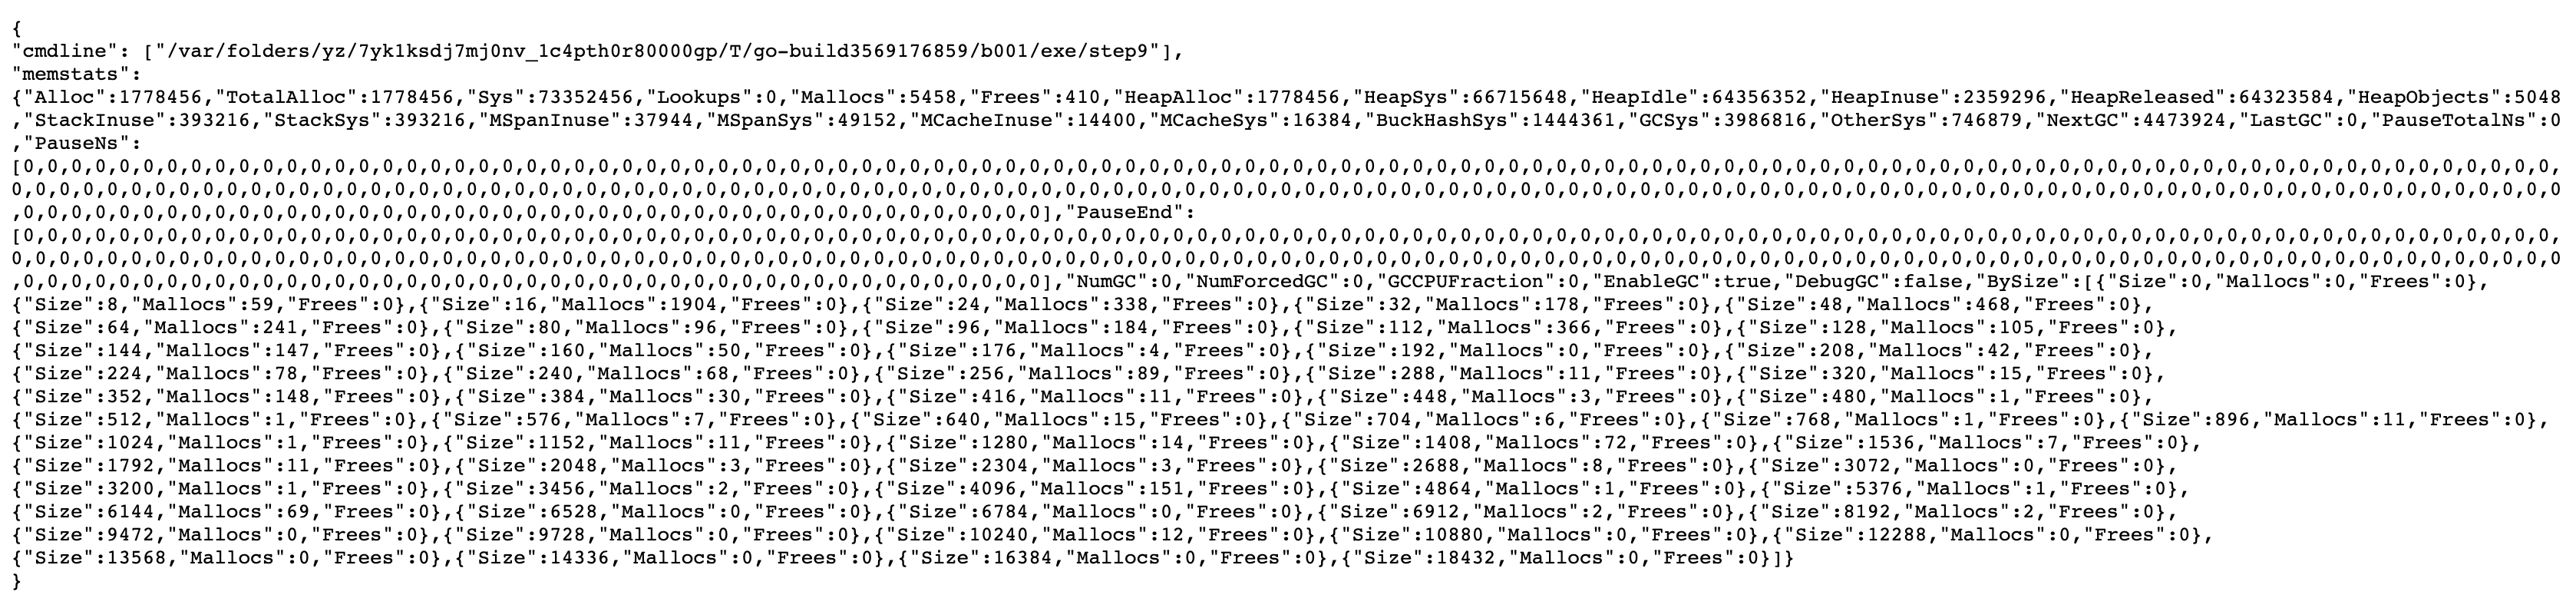 {
"cmdline": ["/var/folders/yz/7yk1ksdj7mj0nv_1c4pth0r80000gp/T/go-build3569176859/b001/exe/step9"],
"memstats":
{"Alloc":1778456,"TotalAlloc":1778456,"Sys":73352456,"Lookups":0,"Mallocs":5458,"Frees":410,"HeapAlloc":1778456,"HeapSys":66715648,"HeapIdle":64356352,"HeapInuse":2359296,"HeapReleased":64323584,"HeapObjects":5048
,"StackInuse":393216,"StackSys":393216,"MSpanInuse":37944,"MSpanSys":49152,"MCacheInuse":14400,"MCacheSys":16384,"BuckHashSys":1444361,"GCSys":3986816,"OtherSys":746879,"NextGC":4473924,"LastGC":0,"PauseTotalNs":0
,"PauseNs":
[0,0,0,0,0,0,0,0,0,0,0,0,0,0,0,0,0,0,0,0,0,0,0,0,0,0,0,0,0,0,0,0,0,0,0,0,0,0,0,0,0,0,0,0,0,0,0,0,0,0,0,0,0,0,0,0,0,0,0,0,0,0,0,0,0,0,0,0,0,0,0,0,0,0,0,0,0,0,0,0,0,0,0,0,0,0,0,0,0,0,0,0,0,0,0,0,0,0,0,0,0,0,0,0,0,0,
0,0,0,0,0,0,0,0,0,0,0,0,0,0,0,0,0,0,0,0,0,0,0,0,0,0,0,0,0,0,0,0,0,0,0,0,0,0,0,0,0,0,0,0,0,0,0,0,0,0,0,0,0,0,0,0,0,0,0,0,0,0,0,0,0,0,0,0,0,0,0,0,0,0,0,0,0,0,0,0,0,0,0,0,0,0,0,0,0,0,0,0,0,0,0,0,0,0,0,0,0,0,0,0,0,0,0
,0,0,0,0,0,0,0,0,0,0,0,0,0,0,0,0,0,0,0,0,0,0,0,0,0,0,0,0,0,0,0,0,0,0,0,0,0,0,0,0,0,0,0],"PauseEnd":
[0,0,0,0,0,0,0,0,0,0,0,0,0,0,0,0,0,0,0,0,0,0,0,0,0,0,0,0,0,0,0,0,0,0,0,0,0,0,0,0,0,0,0,0,0,0,0,0,0,0,0,0,0,0,0,0,0,0,0,0,0,0,0,0,0,0,0,0,0,0,0,0,0,0,0,0,0,0,0,0,0,0,0,0,0,0,0,0,0,0,0,0,0,0,0,0,0,0,0,0,0,0,0,0,0,0,
0,0,0,0,0,0,0,0,0,0,0,0,0,0,0,0,0,0,0,0,0,0,0,0,0,0,0,0,0,0,0,0,0,0,0,0,0,0,0,0,0,0,0,0,0,0,0,0,0,0,0,0,0,0,0,0,0,0,0,0,0,0,0,0,0,0,0,0,0,0,0,0,0,0,0,0,0,0,0,0,0,0,0,0,0,0,0,0,0,0,0,0,0,0,0,0,0,0,0,0,0,0,0,0,0,0,0
,0,0,0,0,0,0,0,0,0,0,0,0,0,0,0,0,0,0,0,0,0,0,0,0,0,0,0,0,0,0,0,0,0,0,0,0,0,0,0,0,0,0,0],"NumGC":0,"NumForcedGC":0,"GCCPUFraction":0,"EnableGC":true,"DebugGC":false,"BySize":[{"Size":0,"Mallocs":0,"Frees":0},
{"Size":8,"Mallocs":59,"Frees":0},{"Size":16,"Mallocs":1904,"Frees":0},{"Size":24,"Mallocs":338,"Frees":0},{"Size":32,"Mallocs":178,"Frees":0},{"Size":48,"Mallocs":468,"Frees":0},
{"Size":64,"Mallocs":241,"Frees":0},{"Size":80,"Mallocs":96,"Frees":0},{"Size":96,"Mallocs":184,"Frees":0},{"Size":112,"Mallocs":366,"Frees":0},{"Size":128,"Mallocs":105,"Frees":0},
{"Size":144,"Mallocs":147,"Frees":0},{"Size":160,"Mallocs":50,"Frees":0},{"Size":176,"Mallocs":4,"Frees":0},{"Size":192,"Mallocs":0,"Frees":0},{"Size":208,"Mallocs":42,"Frees":0},
{"Size":224,"Mallocs":78,"Frees":0},{"Size":240,"Mallocs":68,"Frees":0},{"Size":256,"Mallocs":89,"Frees":0},{"Size":288,"Mallocs":11,"Frees":0},{"Size":320,"Mallocs":15,"Frees":0},
{"Size":352,"Mallocs":148,"Frees":0},{"Size":384,"Mallocs":30,"Frees":0},{"Size":416,"Mallocs":11,"Frees":0},{"Size":448,"Mallocs":3,"Frees":0},{"Size":480,"Mallocs":1,"Frees":0},
{"Size":512,"Mallocs":1,"Frees":0},{"Size":576,"Mallocs":7,"Frees":0},{"Size":640,"Mallocs":15,"Frees":0},{"Size":704,"Mallocs":6,"Frees":0},{"Size":768,"Mallocs":1,"Frees":0},{"Size":896,"Mallocs":11,"Frees":0},
{"Size":1024,"Mallocs":1,"Frees":0},{"Size":1152,"Mallocs":11,"Frees":0},{"Size":1280,"Mallocs":14,"Frees":0},{"Size":1408,"Mallocs":72,"Frees":0},{"Size":1536,"Mallocs":7,"Frees":0},
{"Size":1792,"Mallocs":11,"Frees":0},{"Size":2048,"Mallocs":3,"Frees":0},{"Size":2304,"Mallocs":3,"Frees":0},{"Size":2688,"Mallocs":8,"Frees":0},{"Size":3072,"Mallocs":0,"Frees":0},
{"Size":3200,"Mallocs":1,"Frees":0},{"Size":3456,"Mallocs":2,"Frees":0},{"Size":4096,"Mallocs":151,"Frees":0},{"Size":4864,"Mallocs":1,"Frees":0},{"Size":5376,"Mallocs":1,"Frees":0},
{"Size":6144,"Mallocs":69,"Frees":0},{"Size":6528,"Mallocs":0,"Frees":0},{"Size":6784,"Mallocs":0,"Frees":0},{"Size":6912,"Mallocs":2,"Frees":0},{"Size":8192,"Mallocs":2,"Frees":0},
{"Size":9472,"Mallocs":0,"Frees":0},{"Size":9728,"Mallocs":0,"Frees":0},{"Size":10240,"Mallocs":12,"Frees":0},{"Size":10880,"Mallocs":0,"Frees":0},{"Size":12288,"Mallocs":0,"Frees":0},
{"Size":13568,"Mallocs":0,"Frees":0},{"Size":14336,"Mallocs":0,"Frees":0},{"Size":16384,"Mallocs":0,"Frees":0},{"Size":18432,"Mallocs":0,"Frees":0}]}
}